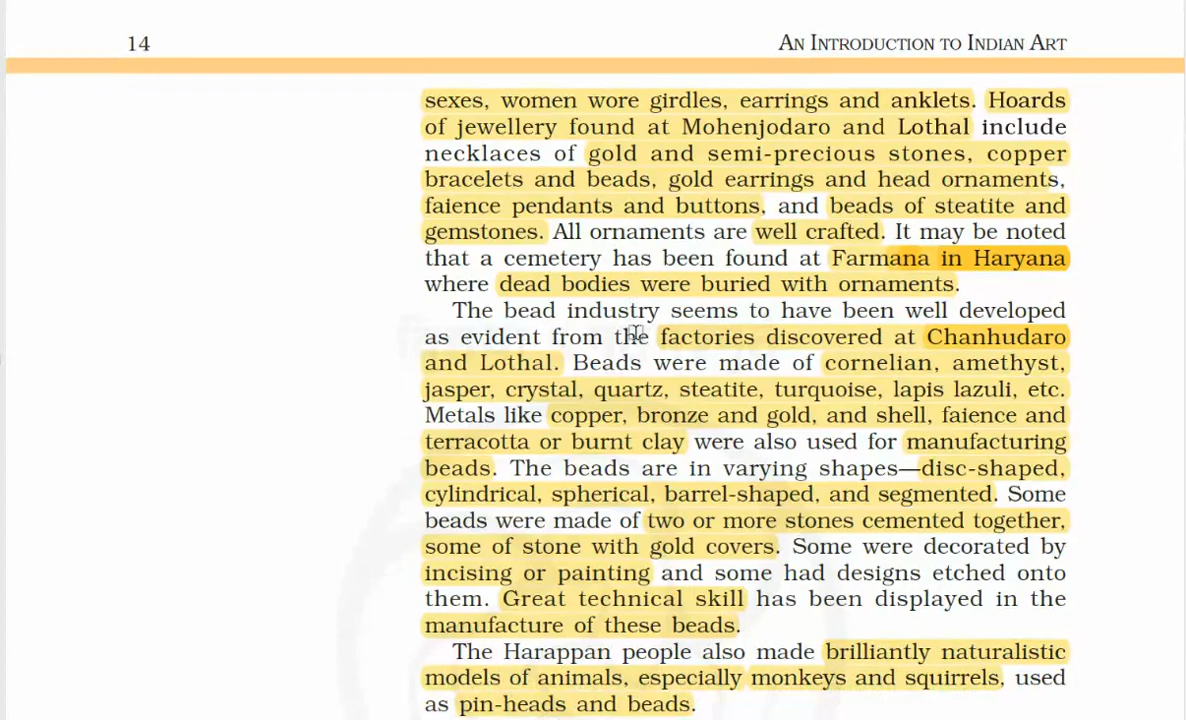 14
AN INTRODUCTION TO INDIAN ART
sexes, women wore girdles, earrings and anklets. Hoards
of jewellery found at Mohenjodaro and Lothal include
necklaces of gold and semi-precious stones, copper
bracelets and beads, gold earrings and head ornaments,
faience pendants and buttons, and beads of steatite and
gemstones. All ornaments are well crafted. It may be noted
that a cemetery has been found at Farmana in Haryana
where dead bodies were buried with ornaments.
The bead industry seems to have been well developed
as evident from the factories discovered at Chanhudaro
and Lothal. Beads were made of cornelian, amethyst,
jasper, crystal, quartz, steatite, turquoise, lapis lazuli, etc.
Metals like copper, bronze and gold, and shell, faience and
terracotta or burnt clay were also used for manufacturing
beads. The beads are in varying shapes—disc-shaped,
cylindrical, spherical, barrel-shaped, and segmented. Some
beads were made of two or more stones cemented together,
some of stone with gold covers. Some were decorated by
incising or painting and some had designs etched onto
them. Great technical skill has been displayed in the
manufacture of these beads.
The Harappan people also made brilliantly naturalistic
models of animals, especially monkeys and squirrels, used
as pin-heads and beads.